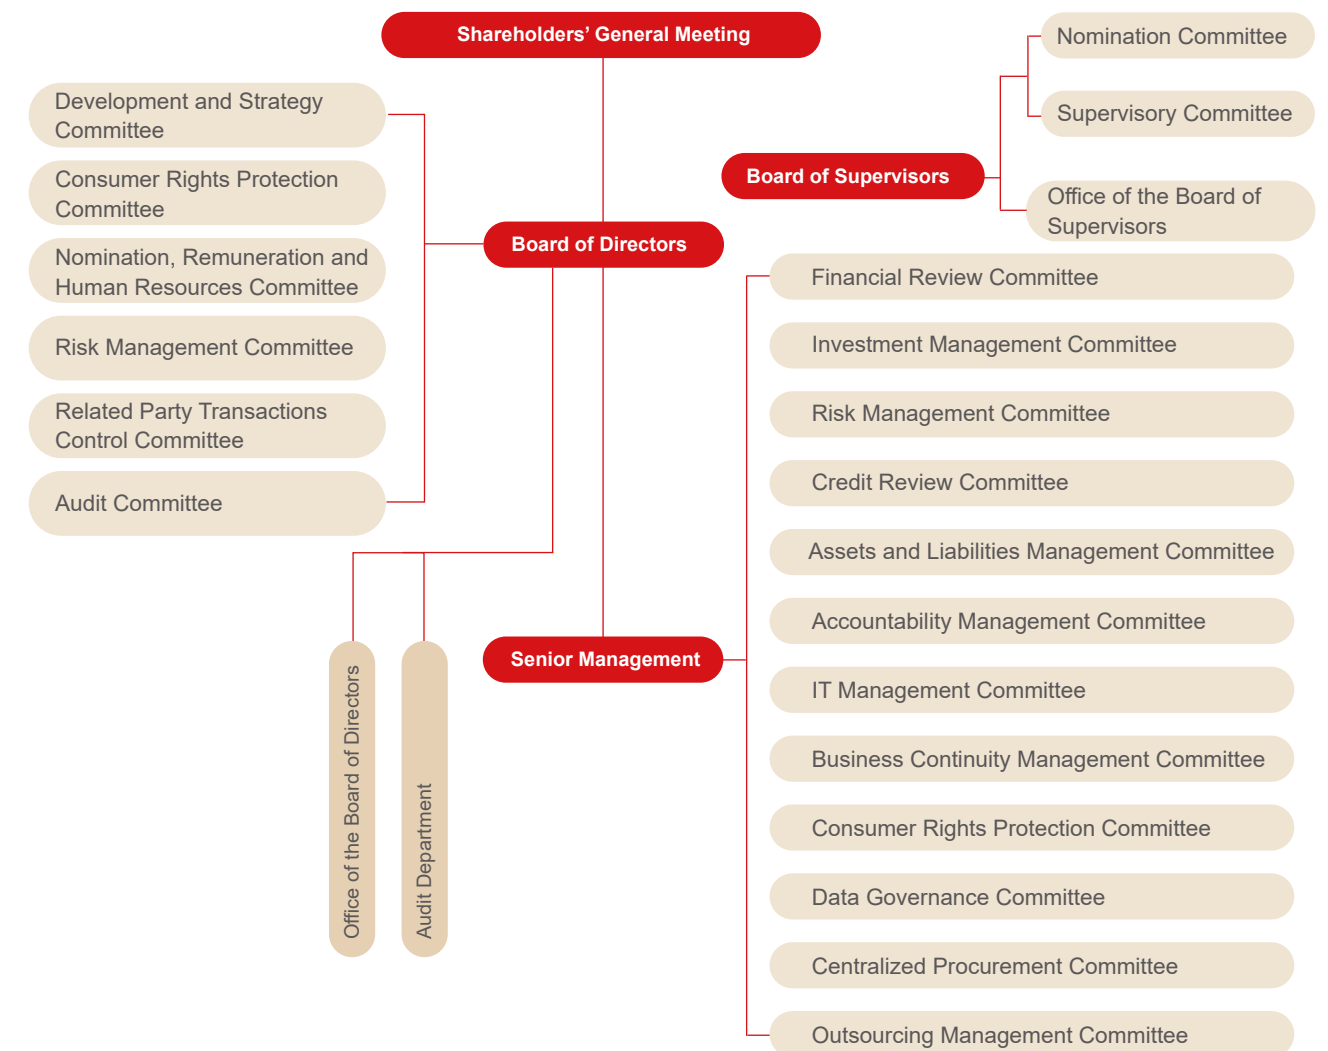 Shareholders’ General Meeting
Nomination Committee
Supervisory Committee
Board of Supervisors
Office of the Board of
Supervisors
Development and Strategy
Committee
Consumer Rights Protection
Committee
Nomination, Remuneration and
Human Resources Committee
Risk Management Committee
Related Party Transactions
Control Committee
Audit Committee
Board of Directors
Office of the Board of Directors
Audit Department
Senior Management
Financial Review Committee
Investment Management Committee
Risk Management Committee
Credit Review Committee
Assets and Liabilities Management Committee
Accountability Management Committee
IT Management Committee
Business Continuity Management Committee
Consumer Rights Protection Committee
Data Governance Committee
Centralized Procurement Committee
Outsourcing Management Committee